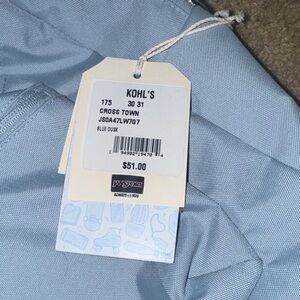 KOHL'S
175 30 31
CROSS TOWN
JS0A47LW7G7
BLUE DUSK
$51.00
JANSPORT